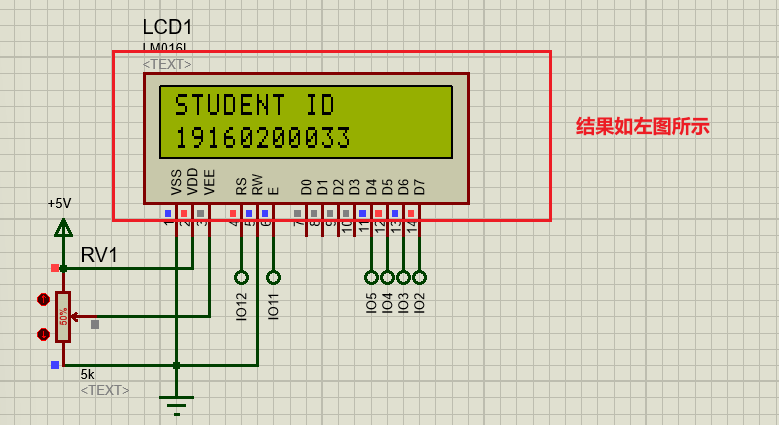 LCD1
LM016L
<TEXT>
STUDENT ID
19160200033
结果如左图所示
VSS
VDD
VEE
RS
RW
E
D0
D1
D2
D3
D4
D5
D6
D7
1
2
3
4
5
6
7
8
9
10
11
12
13
14
+5V
RV1
50%
IO12
IO11
IO5
IO4
IO3
IO2
5k
<TEXT>